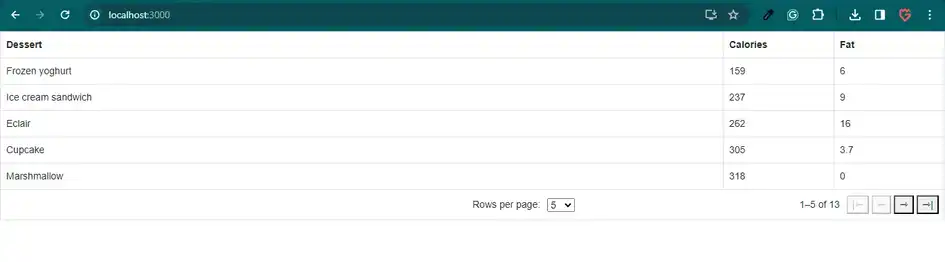 localhost:3000
Dessert Calories Fat
Frozen yoghurt 159 6
Ice cream sandwich 237 9
Eclair 262 16
Cupcake 305 3.7
Marshmallow 318 0
Rows per page: 5 1–5 of 13